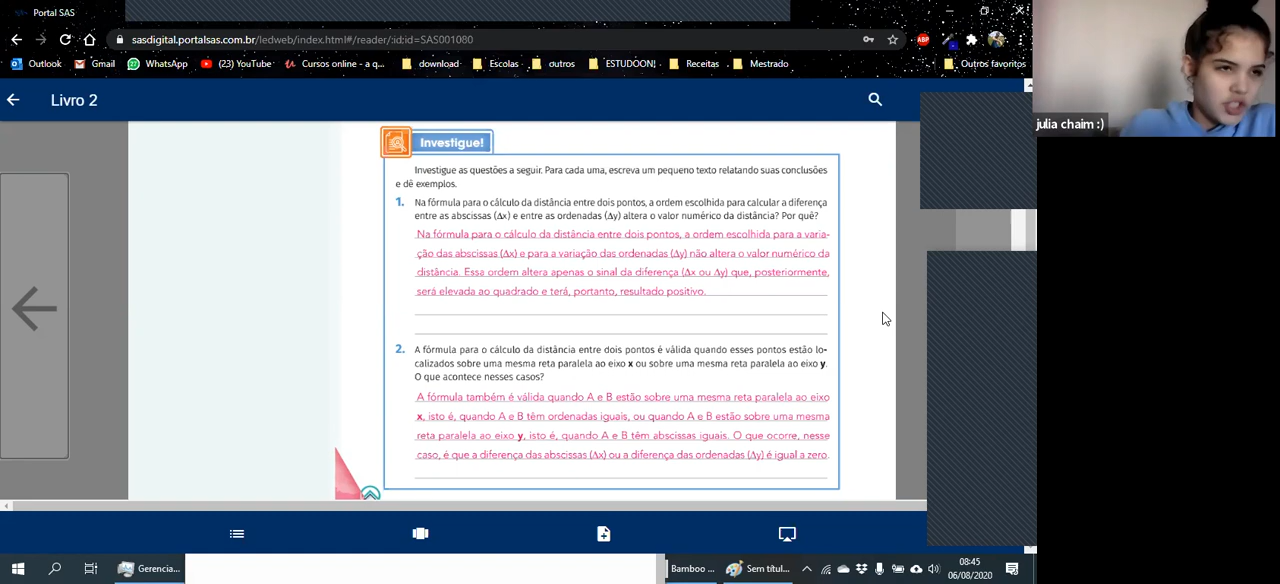 Portal SAS
sasdigital.portalsas.com.br/ledweb/index.html#/reader/:id:id=SAS001080
ABP
Outlook Gmail WhatsApp (23) YouTube Cursos online - a q... download Escolas outros ESTUDOON! Receitas Mestrado Outros favoritos
Livro 2
julia chaim :)
Investigue!
Investigue as questões a seguir. Para cada uma, escreva um pequeno texto relatando suas conclusões
e dê exemplos.
1. Na fórmula para o cálculo da distância entre dois pontos, a ordem escolhida para calcular a diferença
entre as abscissas (Δx) e entre as ordenadas (Δy) altera o valor numérico da distância? Por quê?
Na fórmula para o cálculo da distância entre dois pontos, a ordem escolhida para a varia-
ção das abscissas (Δx) e para a variação das ordenadas (Δy) não altera o valor numérico da
distância. Essa ordem altera apenas o sinal da diferença (Δx ou Δy) que, posteriormente,
será elevada ao quadrado e terá, portanto, resultado positivo.
2. A fórmula para o cálculo da distância entre dois pontos é válida quando esses pontos estão lo-
calizados sobre uma mesma reta paralela ao eixo x ou sobre uma mesma reta paralela ao eixo y.
O que acontece nesses casos?
A fórmula também é válida quando A e B estão sobre uma mesma reta paralela ao eixo
x, isto é, quando A e B têm ordenadas iguais, ou quando A e B estão sobre uma mesma
reta paralela ao eixo y, isto é, quando A e B têm abscissas iguais. O que ocorre, nesse
caso, é que a diferença das abscissas (Δx) ou a diferença das ordenadas (Δy) é igual a zero.
Gerencia... Bamboo ... Sem títul... 08:45
06/08/2020